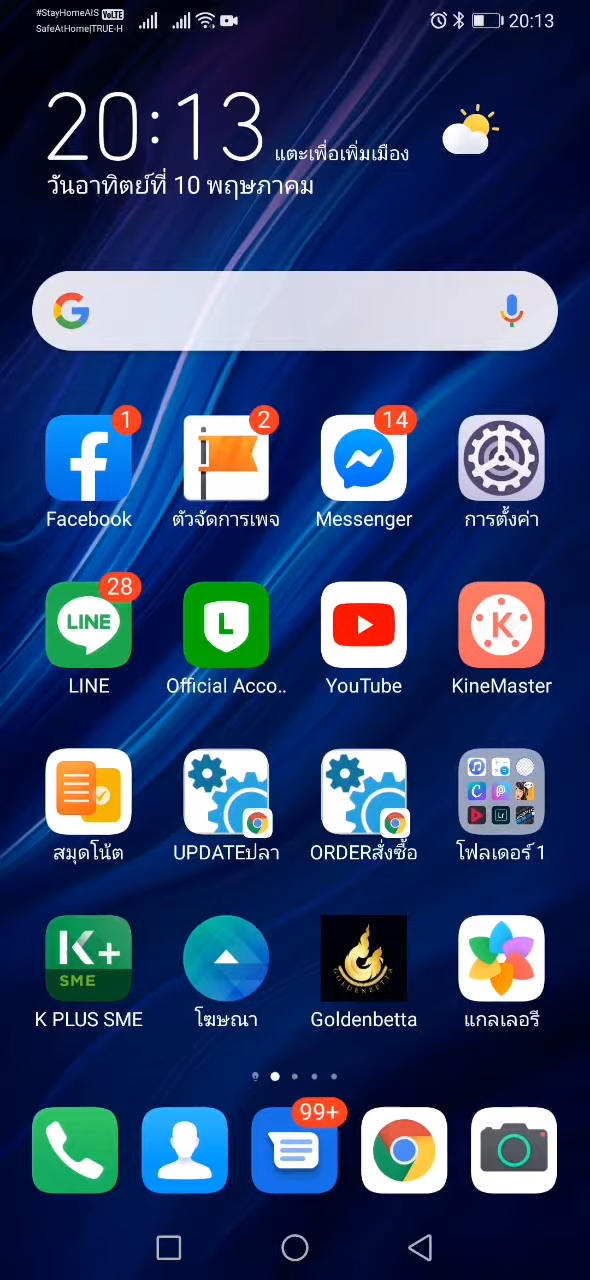 #StayHomeAIS VoLTE
SafeAtHome|TRUE-H
20:13
20:13
แตะเพื่อเพิ่มเมือง
วันอาทิตย์ที่ 10 พฤษภาคม
1
2
14
Facebook
ตัวจัดการเพจ
Messenger
การตั้งค่า
28
LINE
L
K
LINE
Official Acco..
YouTube
KineMaster
สมุดโน้ต
UPDATEปลา
ORDERสั่งซื้อ
โฟลเดอร์ 1
K+
SME
GOLDENBETTA
K PLUS SME
โฆษณา
Goldenbetta
แกลเลอรี
99+